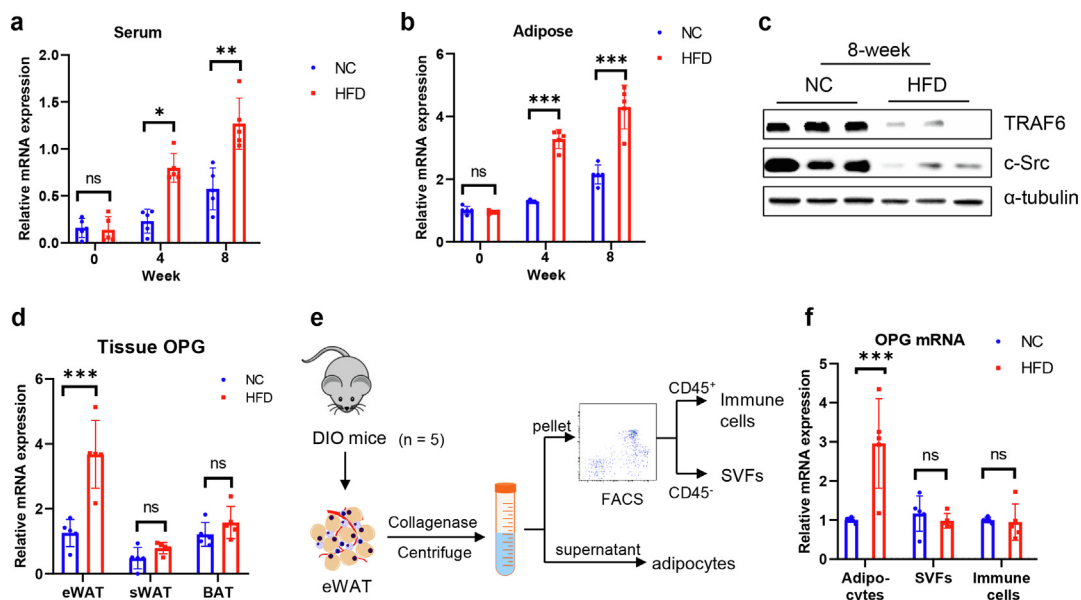 a
Serum
Relative mRNA expression
2.0
1.5
1.0
0.5
0.0
ns
*
**
NC
HFD
0
4
8
Week
b
Adipose
Relative mRNA expression
6
4
2
0
ns
***
***
NC
HFD
0
4
8
Week
c
8-week
NC
HFD
TRAF6
c-Src
α-tubulin
d
Tissue OPG
Relative mRNA expression
6
4
2
0
***
ns
ns
NC
HFD
eWAT
sWAT
BAT
e
DIO mice (n = 5)
eWAT
Collagenase
Centrifuge
pellet
supernatant
FACS
CD45+
CD45-
Immune
cells
SVFs
adipocytes
f
OPG mRNA
Relative mRNA expression
5
4
3
2
1
0
***
ns
ns
NC
HFD
Adipo-
cytes
SVFs
Immune
cells